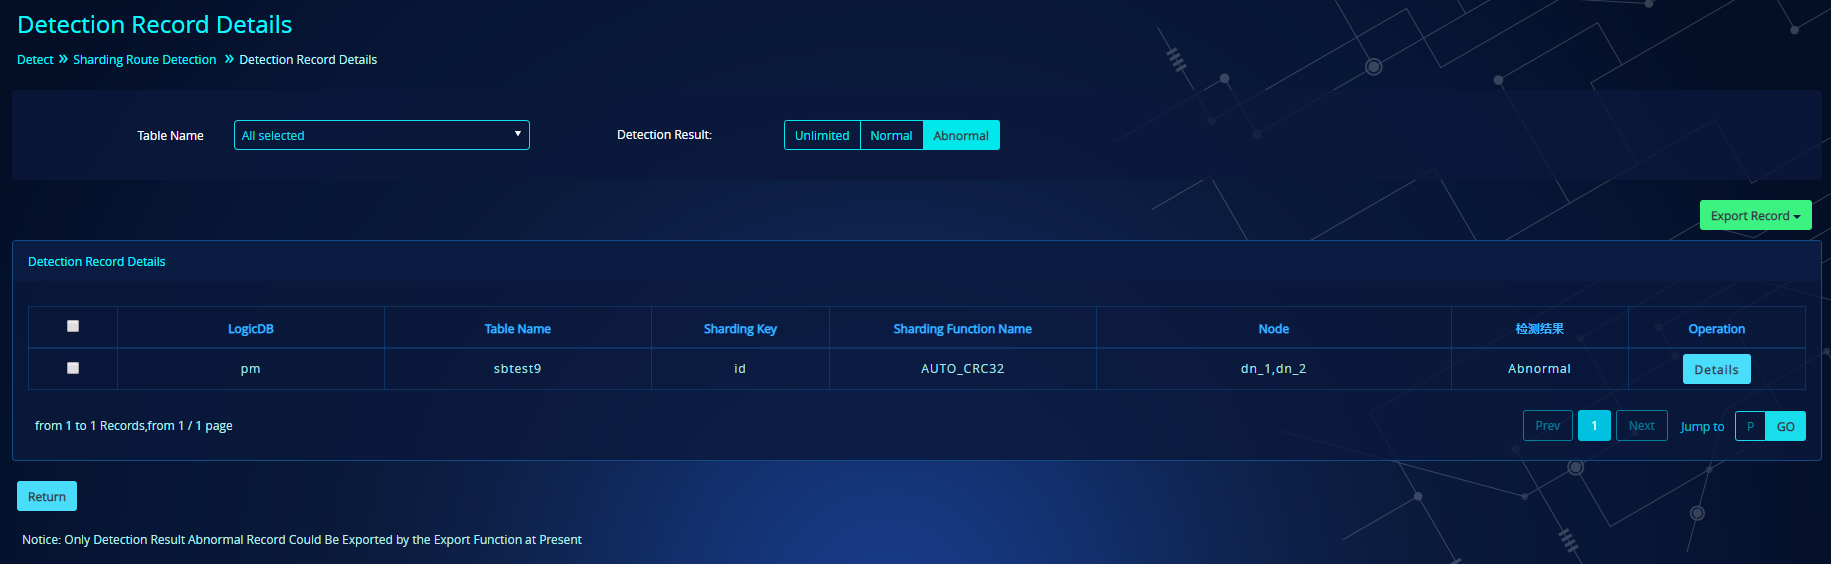 Detection Record Details
Detect » Sharding Route Detection » Detection Record Details
Table Name All selected Detection Result: Unlimited Normal Abnormal
Export Record
Detection Record Details
LogicDB Table Name Sharding Key Sharding Function Name Node 检测结果 Operation
pm sbtest9 id AUTO_CRC32 dn_1,dn_2 Abnormal Details
from 1 to 1 Records,from 1 / 1 page Prev 1 Next Jump to P GO
Return
Notice: Only Detection Result Abnormal Record Could Be Exported by the Export Function at Present